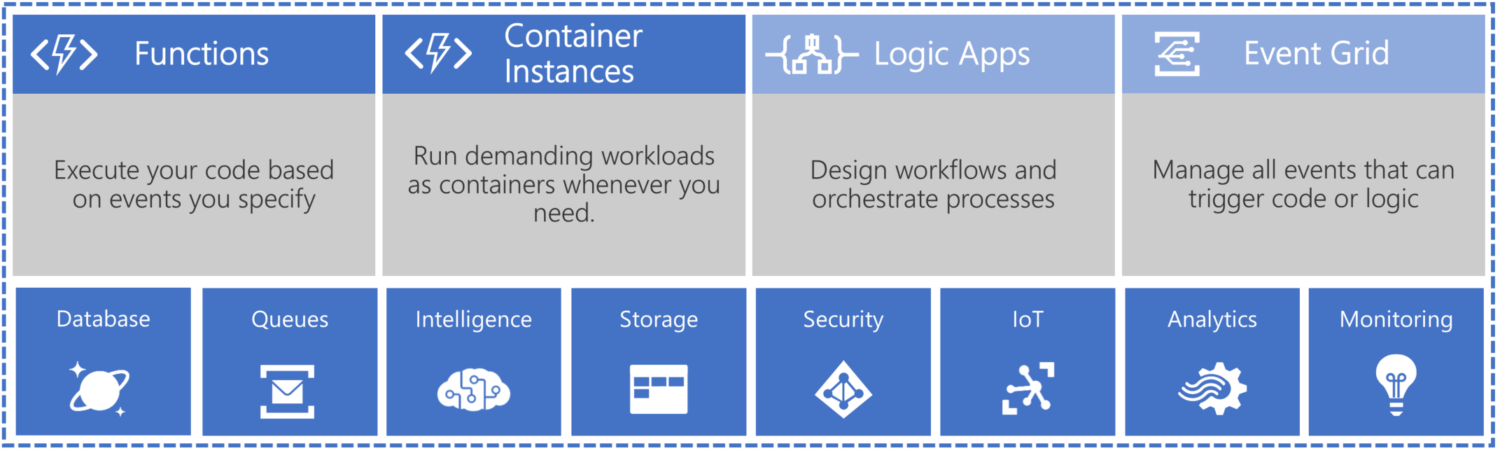 Functions
Container
Instances
Logic Apps
Event Grid
Execute your code based
on events you specify
Run demanding workloads
as containers whenever you
need.
Design workflows and
orchestrate processes
Manage all events that can
trigger code or logic
Database
Queues
Intelligence
Storage
Security
IoT
Analytics
Monitoring